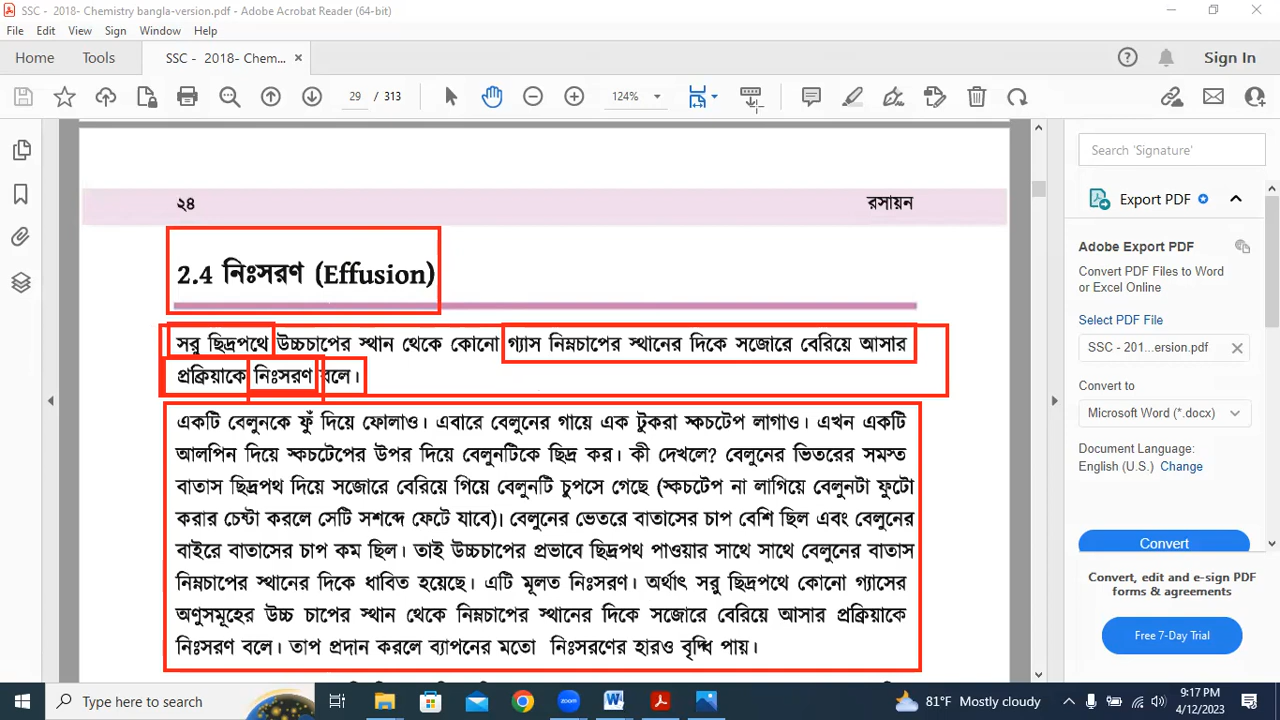 SSC - 2018- Chemistry bangla-version.pdf - Adobe Acrobat Reader (64-bit)
File Edit View Sign Window Help
Home Tools SSC - 2018- Chem... × Sign In
29 / 313 124%
২৪ রসায়ন
2.4 নিঃসরণ (Effusion)
সরু ছিদ্রপথে উচ্চচাপের স্থান থেকে কোনো গ্যাস নিম্নচাপের স্থানের দিকে সজোরে বেরিয়ে আসার
প্রক্রিয়াকে নিঃসরণ বলে।
একটি বেলুনকে ফুঁ দিয়ে ফোলাও। এবারে বেলুনের গায়ে এক টুকরা স্কচটেপ লাগাও। এখন একটি
আলপিন দিয়ে স্কচটেপের উপর দিয়ে বেলুনটিকে ছিদ্র কর। কী দেখলে? বেলুনের ভিতরের সমস্ত
বাতাস ছিদ্রপথ দিয়ে সজোরে বেরিয়ে গিয়ে বেলুনটি চুপসে গেছে (স্কচটেপ না লাগিয়ে বেলুনটা ফুটো
করার চেষ্টা করলে সেটি সশব্দে ফেটে যাবে)। বেলুনের ভেতরে বাতাসের চাপ বেশি ছিল এবং বেলুনের
বাইরে বাতাসের চাপ কম ছিল। তাই উচ্চচাপের প্রভাবে ছিদ্রপথ পাওয়ার সাথে সাথে বেলুনের বাতাস
নিম্নচাপের স্থানের দিকে ধাবিত হয়েছে। এটি মূলত নিঃসরণ। অর্থাৎ সরু ছিদ্রপথে কোনো গ্যাসের
অণুসমূহের উচ্চ চাপের স্থান থেকে নিম্নচাপের স্থানের দিকে সজোরে বেরিয়ে আসার প্রক্রিয়াকে
নিঃসরণ বলে। তাপ প্রদান করলে ব্যাপনের মতো নিঃসরণের হারও বৃদ্ধি পায়।
Search 'Signature'
Export PDF
Adobe Export PDF
Convert PDF Files to Word
or Excel Online
Select PDF File
SSC - 201...ersion.pdf
Convert to
Microsoft Word (*.docx)
Document Language:
English (U.S.) Change
Convert
Convert, edit and e-sign PDF
forms & agreements
Free 7-Day Trial
Type here to search
zoom
81°F Mostly cloudy
9:17 PM
4/12/2023